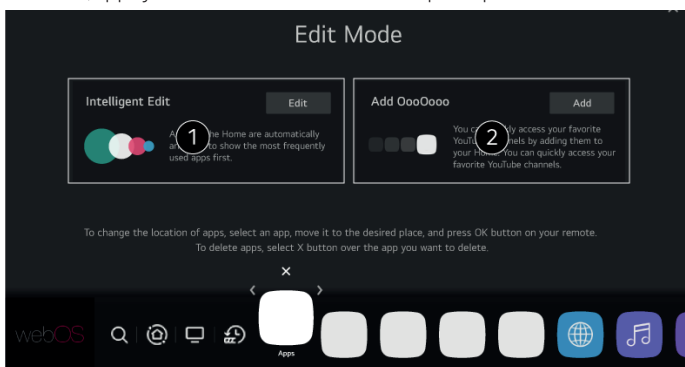 Edit Mode
Intelligent Edit
Edit
1
the Home are automatically
to show the most frequently
used apps first.
Add OooOooo
Add
2
You can quickly access your favorite
YouTube channels by adding them to
your Home. You can quickly access your
favorite YouTube channels.
To change the location of apps, select an app, move it to the desired place, and press OK button on your remote.
To delete apps, select X button over the app you want to delete.
webOS
Apps